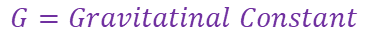 G = Gravitatinal Constant